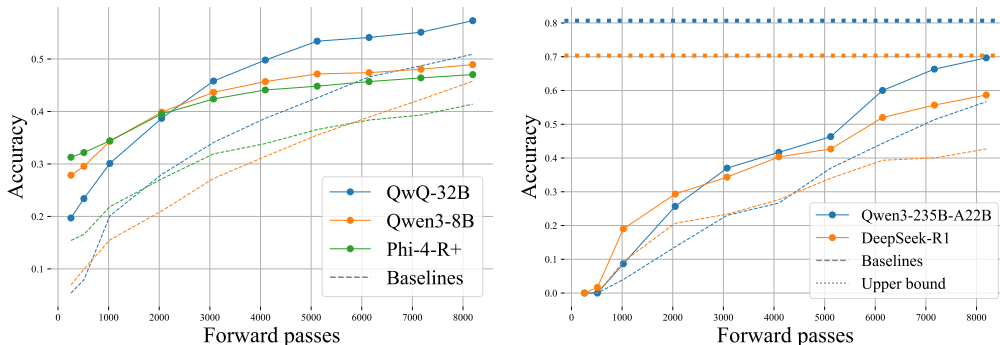 Accuracy
0.5
0.4
0.3
0.2
0.1
0 1000 2000 3000 4000 5000 6000 7000 8000
Forward passes
QwQ-32B
Qwen3-8B
Phi-4-R+
Baselines
Accuracy
0.8
0.7
0.6
0.5
0.4
0.3
0.2
0.1
0.0
0 1000 2000 3000 4000 5000 6000 7000 8000
Forward passes
Qwen3-235B-A22B
DeepSeek-R1
Baselines
Upper bound